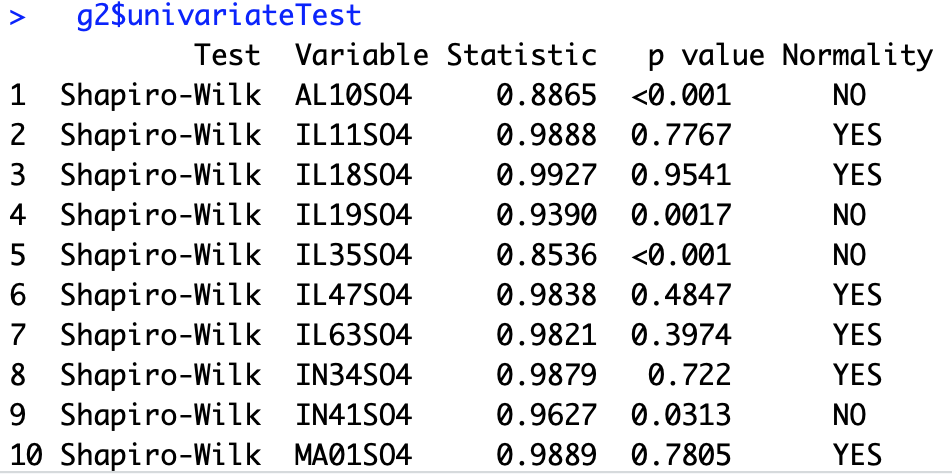 > g2$univariateTest
Test Variable Statistic p value Normality
1 Shapiro-Wilk AL10SO4 0.8865 <0.001 NO
2 Shapiro-Wilk IL11SO4 0.9888 0.7767 YES
3 Shapiro-Wilk IL18SO4 0.9927 0.9541 YES
4 Shapiro-Wilk IL19SO4 0.9390 0.0017 NO
5 Shapiro-Wilk IL35SO4 0.8536 <0.001 NO
6 Shapiro-Wilk IL47SO4 0.9838 0.4847 YES
7 Shapiro-Wilk IL63SO4 0.9821 0.3974 YES
8 Shapiro-Wilk IN34SO4 0.9879 0.722 YES
9 Shapiro-Wilk IN41SO4 0.9627 0.0313 NO
10 Shapiro-Wilk MA01SO4 0.9889 0.7805 YES